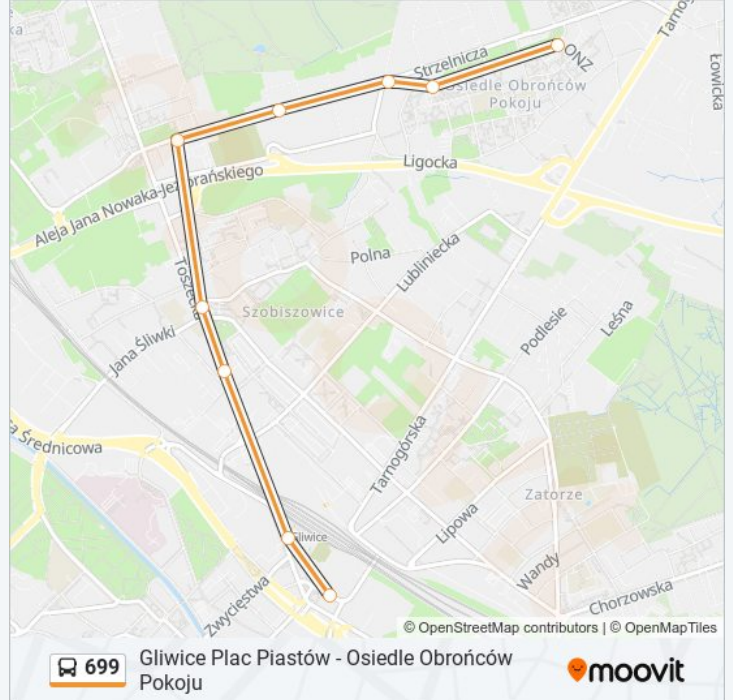 Tarnog
ka
Strzelnicza
ONZ
Łowicka
Osiedle Obrońców
Pokoju
Ligocka
Aleja Jana Nowaka-Jeziorańskiego
Polna
Lubliniecka
Toszecka
Szobiszowice
Podlesie
Leśna
Jana Śliwki
a Średnicowa
Tarnogórska
Zatorze
Lipowa
Gliwice
Wandy
Zwycięstwa
Chorzowska
© OpenStreetMap contributors | © OpenMapTiles
699
Gliwice Plac Piastów - Osiedle Obrońców
Pokoju
moovit